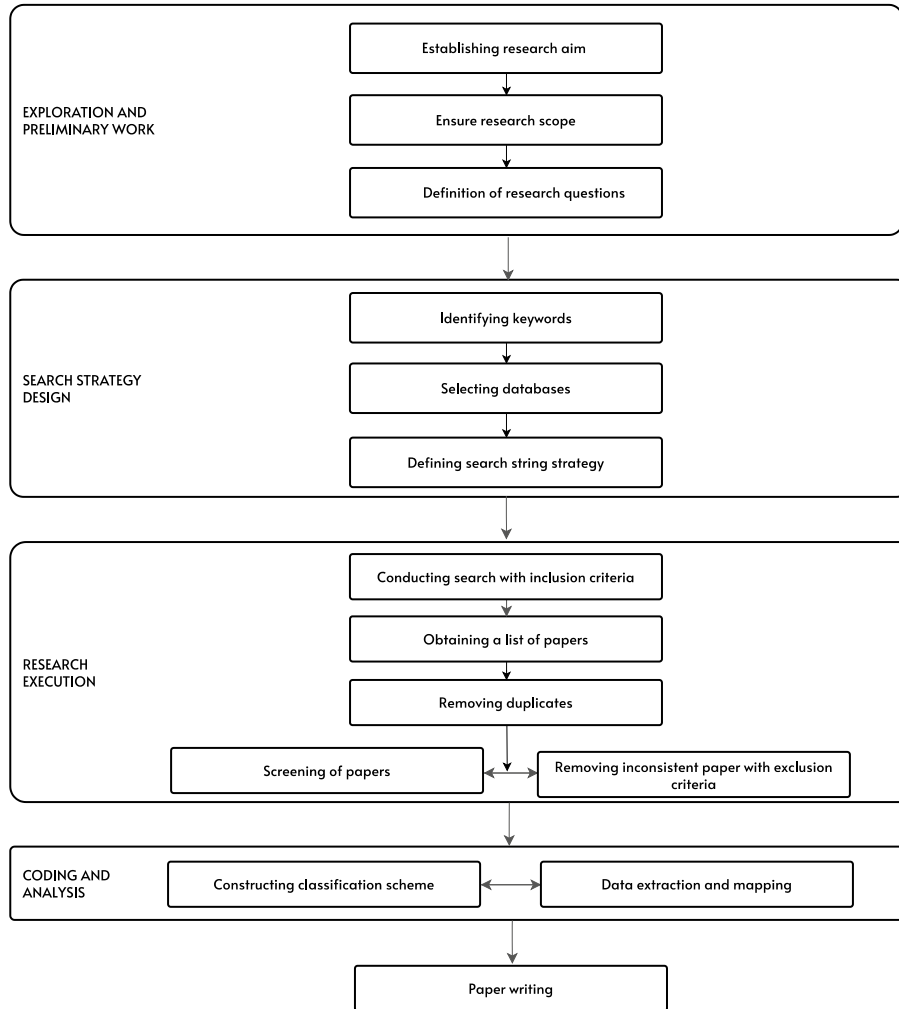 Establishing research aim
EXPLORATION AND
PRELIMINARY WORK
Ensure research scope
Definition of research questions
Identifying keywords
SEARCH STRATEGY
DESIGN
Selecting databases
Defining search string strategy
Conducting search with inclusion criteria
Obtaining a list of papers
RESEARCH
EXECUTION
Removing duplicates
Screening of papers
Removing inconsistent paper with exclusion
criteria
CODING AND
ANALYSIS
Constructing classification scheme
Data extraction and mapping
Paper writing